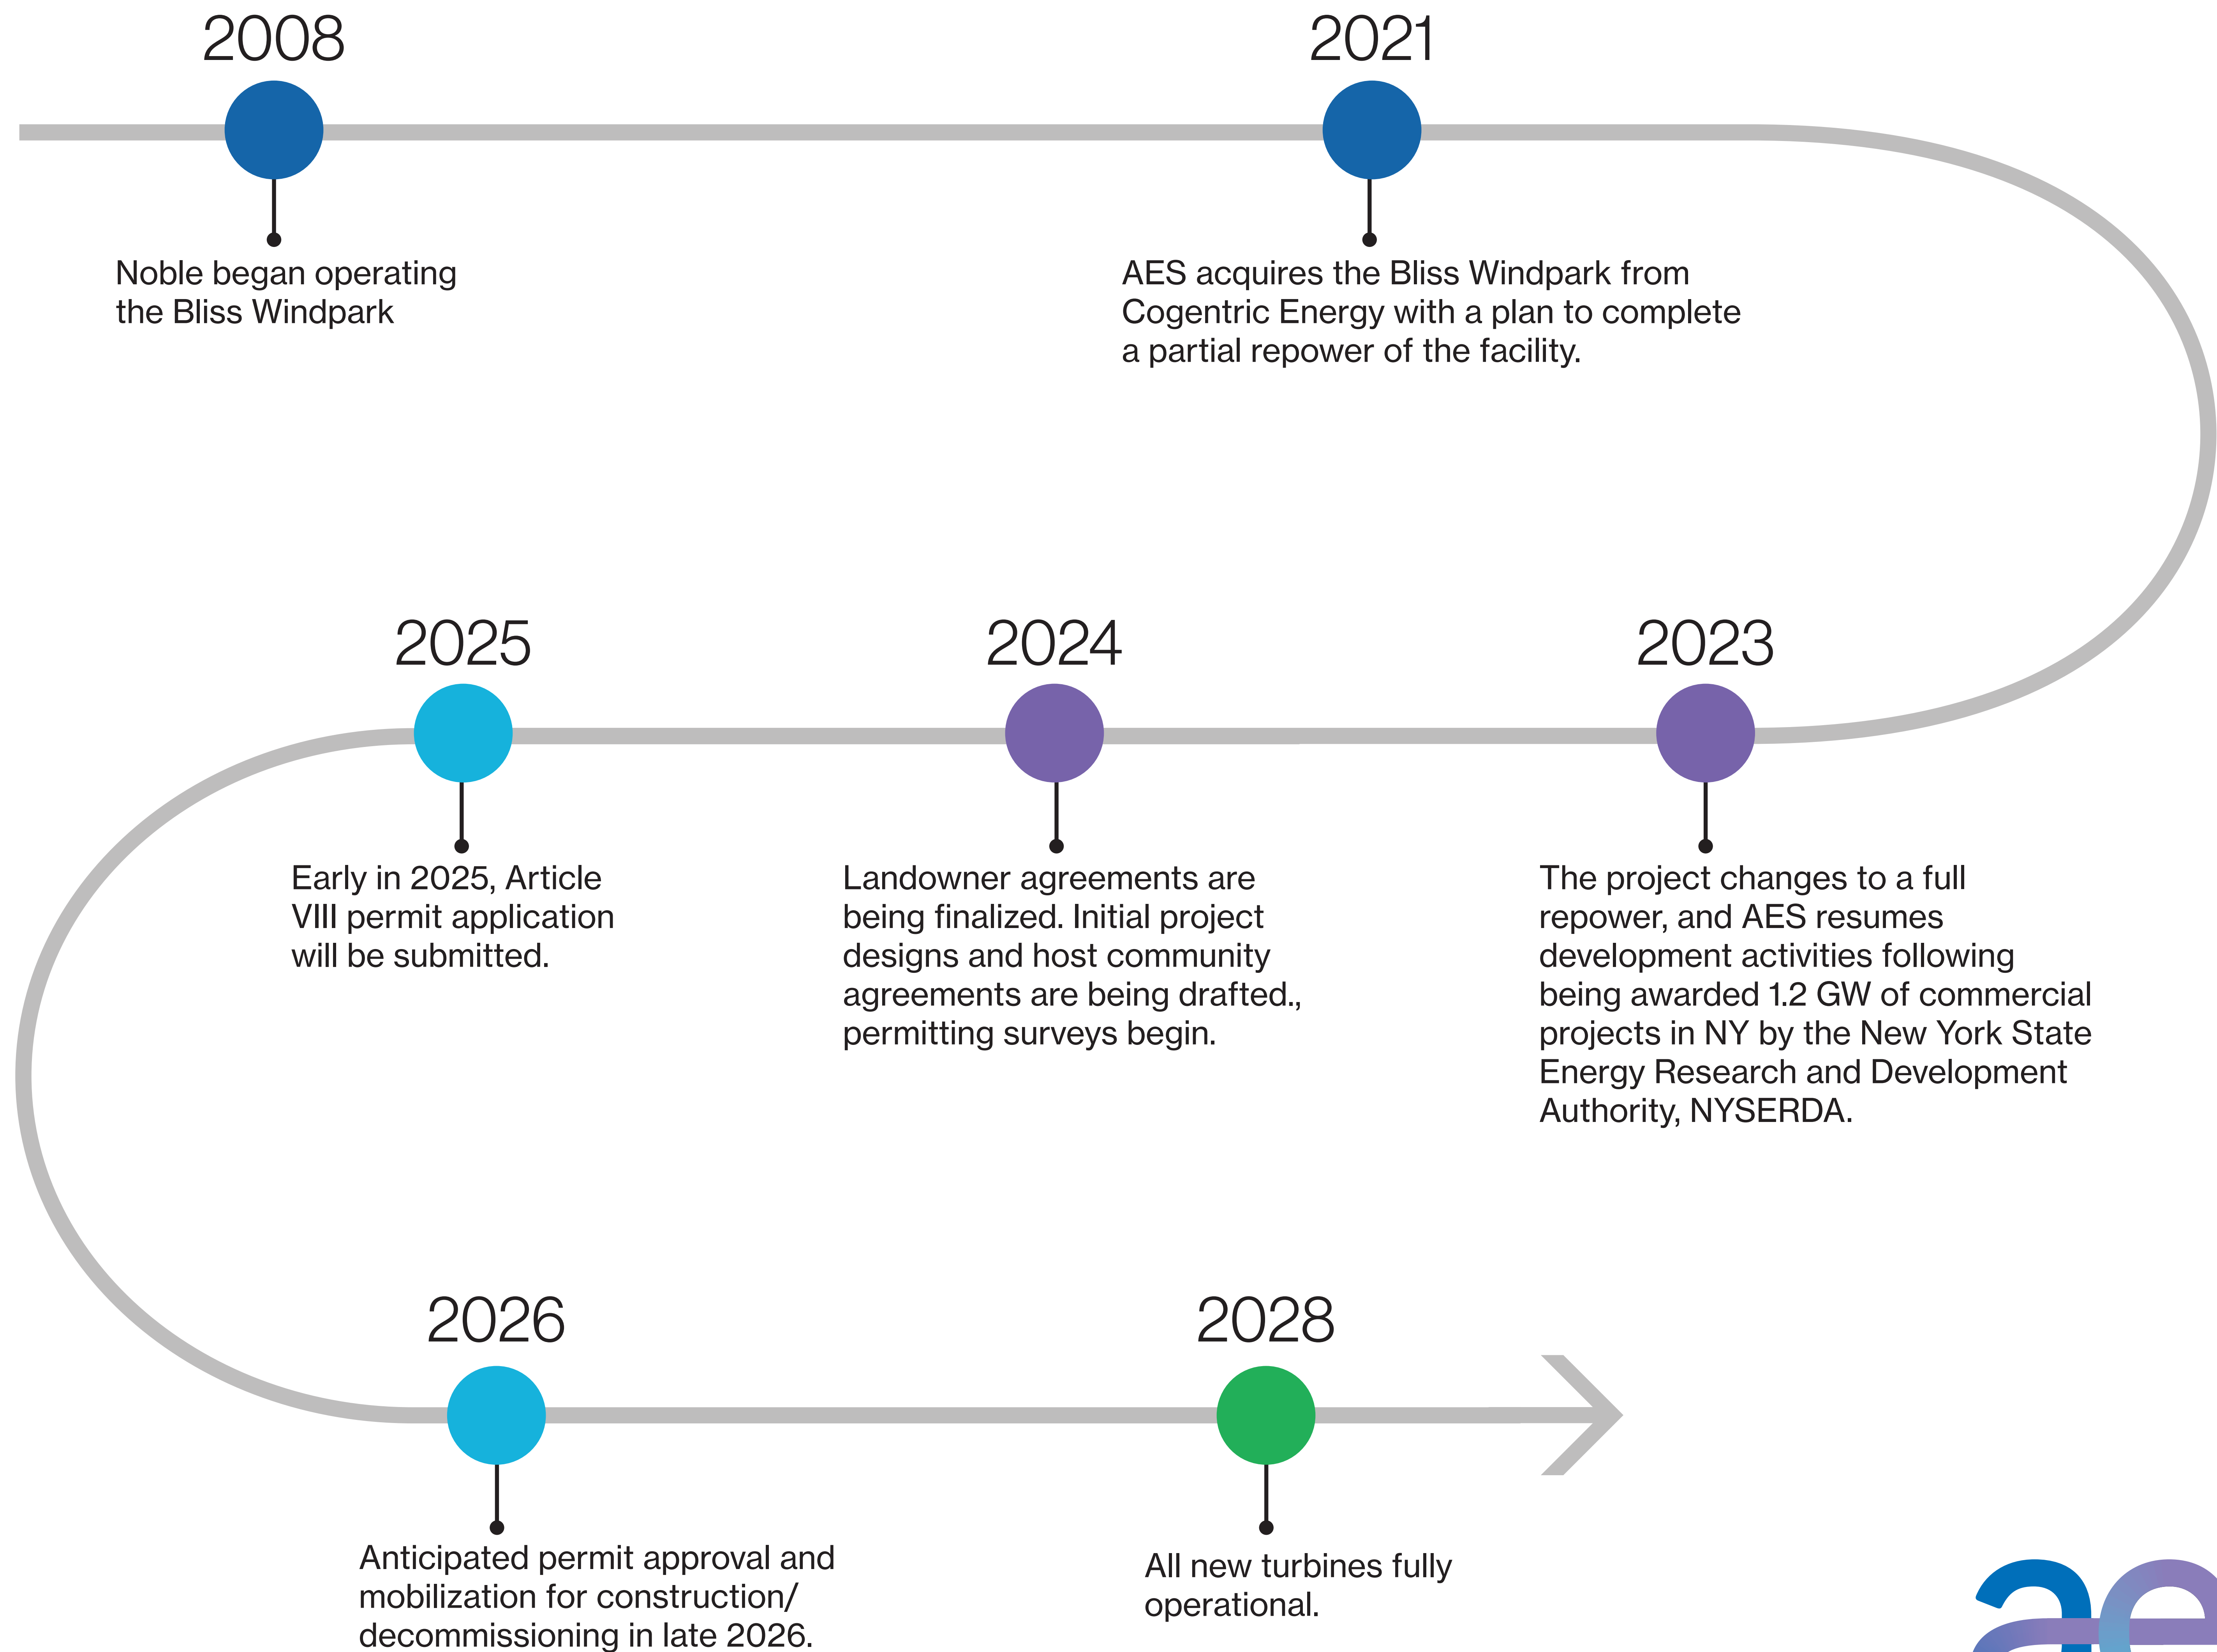 2008
Noble began operating
the Bliss Windpark
2021
AES acquires the Bliss Windpark from
Cogentric Energy with a plan to complete
a partial repower of the facility.
2023
The project changes to a full
repower, and AES resumes
development activities following
being awarded 1.2 GW of commercial
projects in NY by the New York State
Energy Research and Development
Authority, NYSERDA.
2024
Landowner agreements are
being finalized. Initial project
designs and host community
agreements are being drafted.,
permitting surveys begin.
2025
Early in 2025, Article
VIII permit application
will be submitted.
2026
Anticipated permit approval and
mobilization for construction/
decommissioning in late 2026.
2028
All new turbines fully
operational.
ae